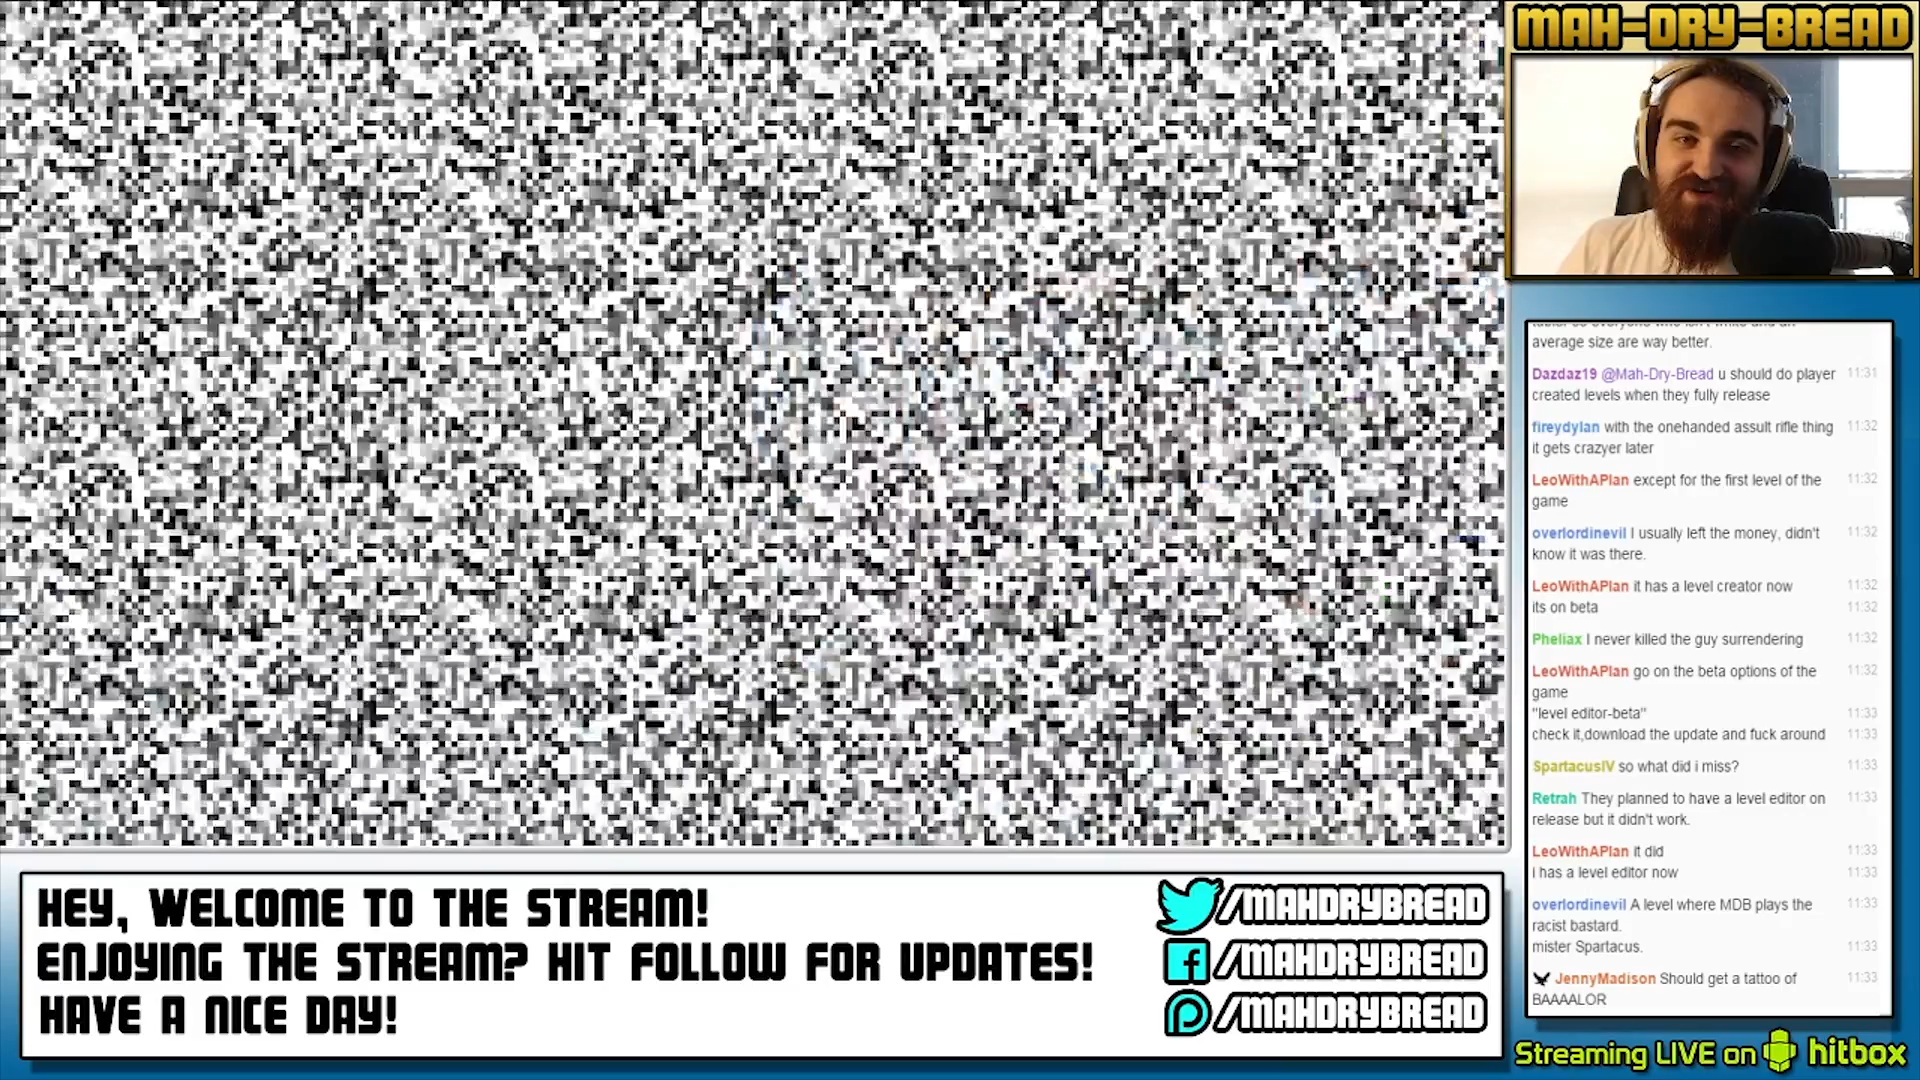 MAH-DRY-BREAD
average size are way better.
Dazdaz19 @Mah-Dry-Bread u should do player 11:31
created levels when they fully release
fireydylan with the onehanded assult rifle thing 11:32
it gets crazyer later
LeoWithAPlan except for the first level of the 11:32
game
overlordinevil I usually left the money, didn't 11:32
know it was there.
LeoWithAPlan it has a level creator now 11:32
its on beta 11:32
Pheliax I never killed the guy surrendering 11:32
LeoWithAPlan go on the beta options of the 11:32
game
"level editor-beta" 11:33
check it,download the update and fuck around 11:33
SpartacusIV so what did i miss? 11:33
Retrah They planned to have a level editor on 11:33
release but it didn't work.
LeoWithAPlan it did 11:33
i has a level editor now 11:33
overlordinevil A level where MDB plays the 11:33
racist bastard.
mister Spartacus. 11:33
JennyMadison Should get a tattoo of 11:33
BAAAALOR
HEY, WELCOME TO THE STREAM!
ENJOYING THE STREAM? HIT FOLLOW FOR UPDATES!
HAVE A NICE DAY!
/MAHDRYBREAD
/MAHDRYBREAD
/MAHDRYBREAD
Streaming LIVE on hitbox